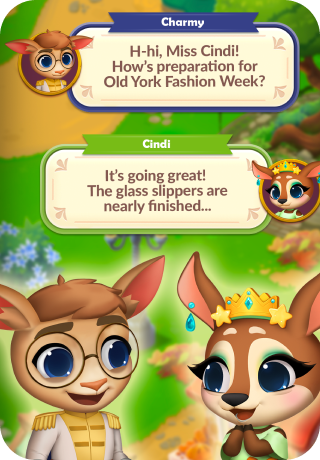 Charmy
H-hi, Miss Cindi!
How's preparation for
Old York Fashion Week?
Cindi
It's going great!
The glass slippers are
nearly finished...